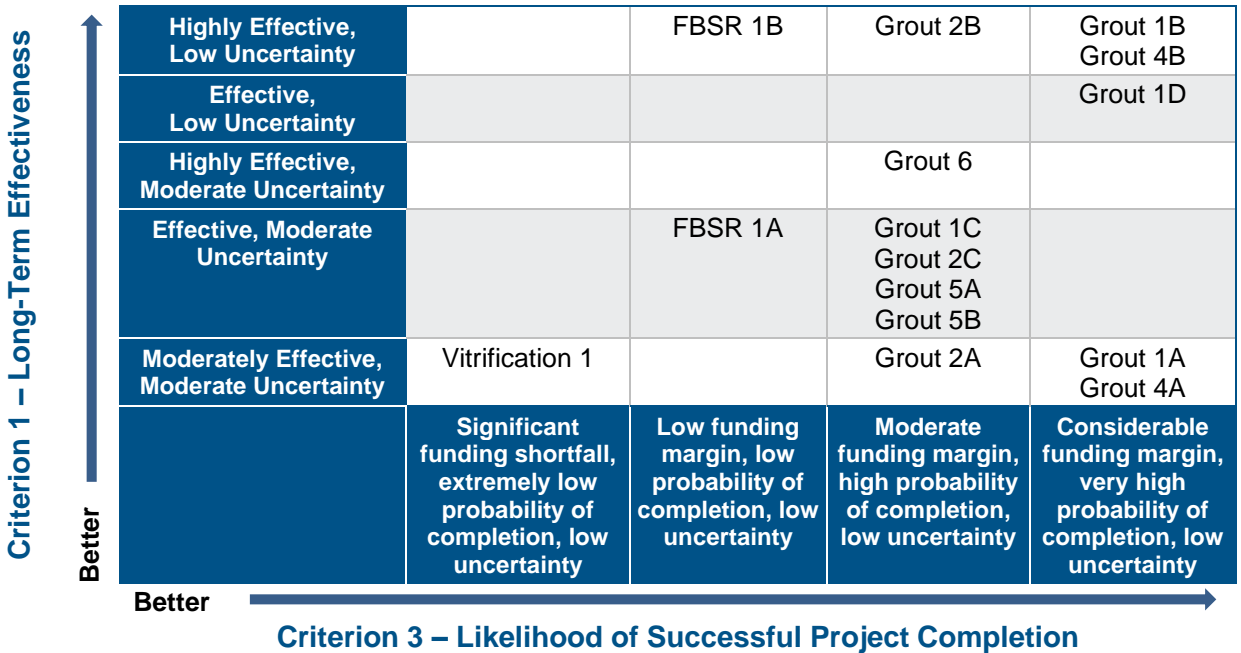 Criterion 1 – Long-Term Effectiveness
Better
Highly Effective,
Low Uncertainty
FBSR 1B
Grout 2B
Grout 1B
Grout 4B
Effective,
Low Uncertainty
Grout 1D
Highly Effective,
Moderate Uncertainty
Grout 6
Effective, Moderate
Uncertainty
FBSR 1A
Grout 1C
Grout 2C
Grout 5A
Grout 5B
Moderately Effective,
Moderate Uncertainty
Vitrification 1
Grout 2A
Grout 1A
Grout 4A
Significant
funding shortfall,
extremely low
probability of
completion, low
uncertainty
Low funding
margin, low
probability of
completion, low
uncertainty
Moderate
funding margin,
high probability
of completion,
low uncertainty
Considerable
funding margin,
very high
probability of
completion, low
uncertainty
Better
Criterion 3 – Likelihood of Successful Project Completion